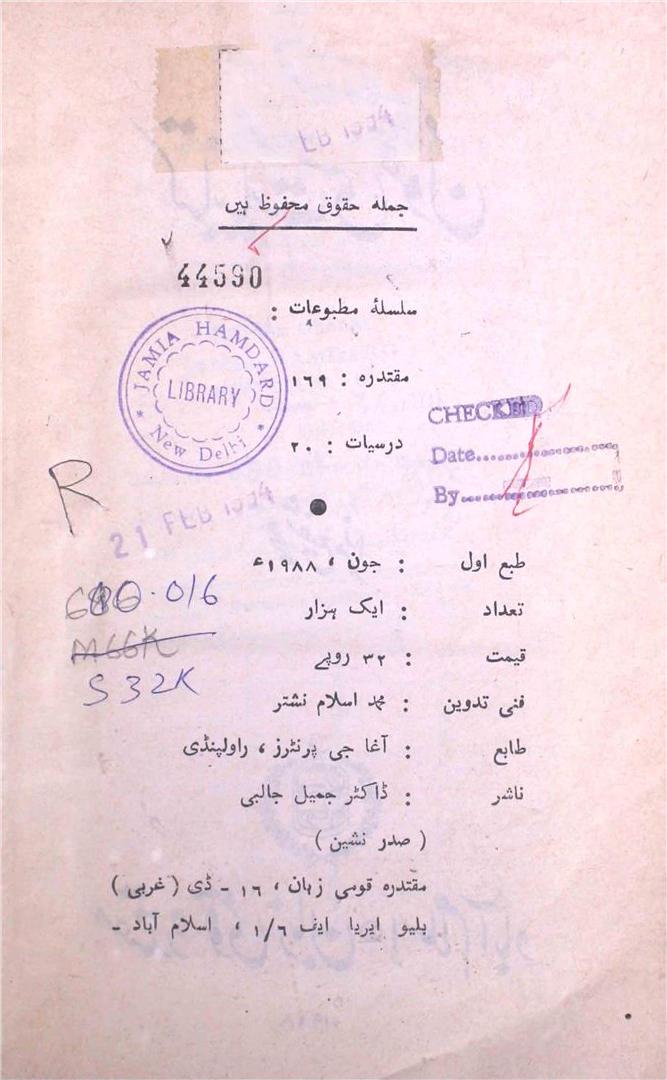 جملہ حقوق محفوظ ہیں
44590
سلسلۂ مطبوعات :
JAMIA HAMDARD
LIBRARY
New Delhi
مقتدرہ : ۱۶۹
درسیات : ۲۰
CHECKED
Date
By
R
21 FEB 1994
طبع اول : جون ، ۱۹۸۸ء
تعداد : ایک ہزار
016
قیمت : ۳۲ روپے
M66K
S32K
فنی تدوین : محمد اسلام نشتر
طابع : آغا جی پرنٹرز ، راولپنڈی
ناشر : ڈاکٹر جمیل جالبی
( صدر نشین )
مقتدرہ قومی زبان ، ۱۶ - ڈی ( غربی )
بلیو ایریا ایف ۶/۱ ، اسلام آباد -